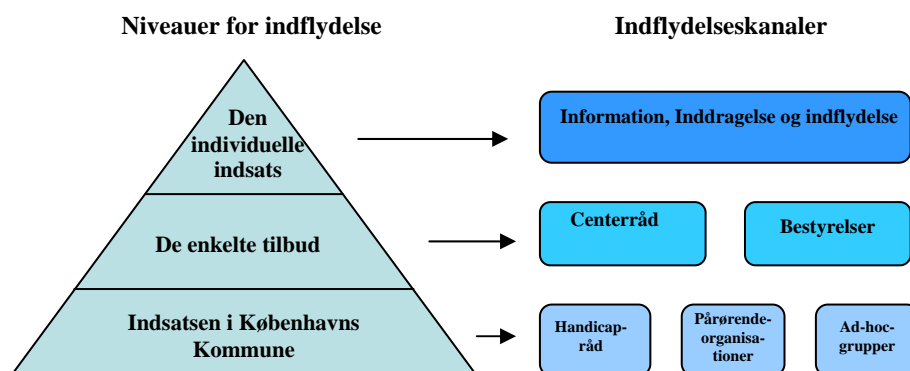 Niveauer for indflydelse
Indflydelseskanaler
Den
individuelle
indsats
Information, Inddragelse og indflydelse
De enkelte tilbud
Centerråd
Bestyrelser
Indsatsen i Københavns
Kommune
Handicap-
råd
Pårørende-
organisa-
tioner
Ad-hoc-
grupper